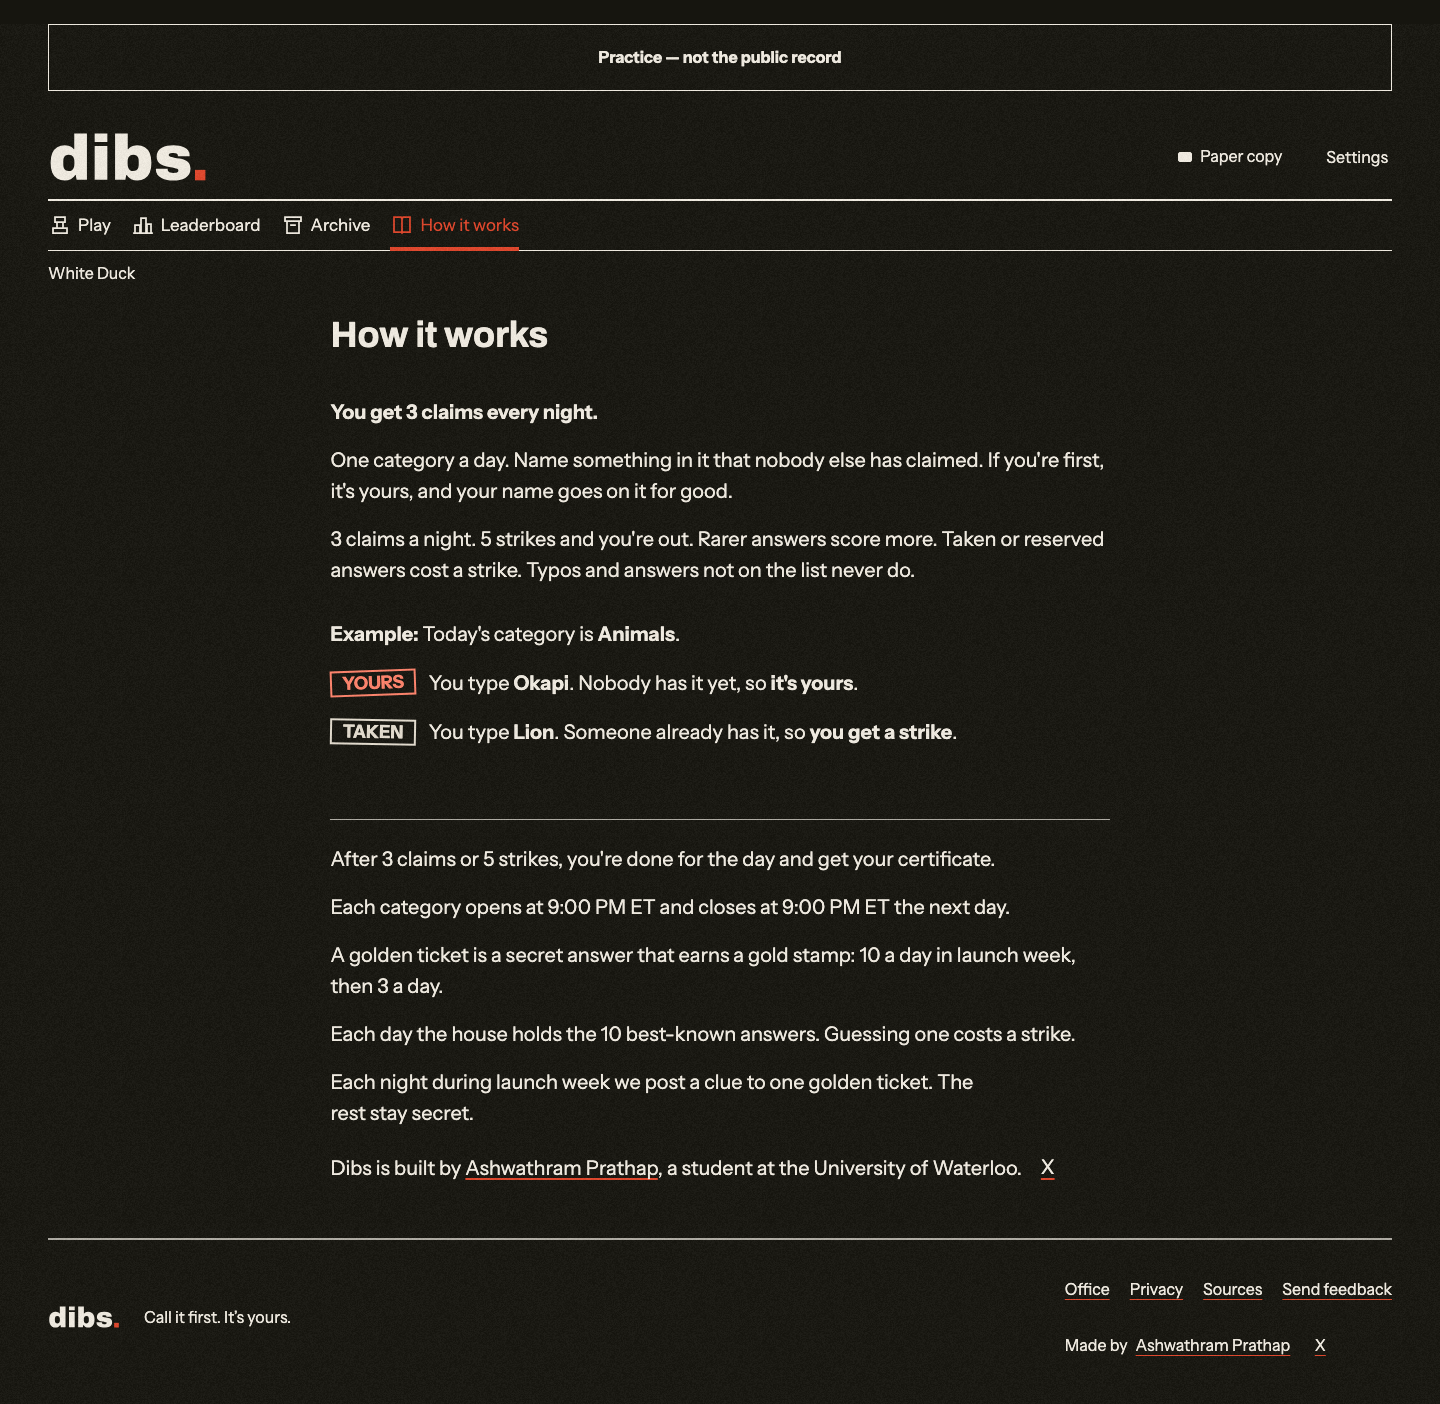 Practice — not the public record
dibs.
Paper copy
Settings
Play
Leaderboard
Archive
How it works
White Duck
How it works
You get 3 claims every night.
One category a day. Name something in it that nobody else has claimed. If you're first,
it's yours, and your name goes on it for good.
3 claims a night. 5 strikes and you're out. Rarer answers score more. Taken or reserved
answers cost a strike. Typos and answers not on the list never do.
Example: Today's category is Animals.
YOURS You type Okapi. Nobody has it yet, so it's yours.
TAKEN You type Lion. Someone already has it, so you get a strike.
After 3 claims or 5 strikes, you're done for the day and get your certificate.
Each category opens at 9:00 PM ET and closes at 9:00 PM ET the next day.
A golden ticket is a secret answer that earns a gold stamp: 10 a day in launch week,
then 3 a day.
Each day the house holds the 10 best-known answers. Guessing one costs a strike.
Each night during launch week we post a clue to one golden ticket. The
rest stay secret.
Dibs is built by Ashwathram Prathap, a student at the University of Waterloo. X
dibs.
Call it first. It's yours.
Office Privacy Sources Send feedback
Made by Ashwathram Prathap X